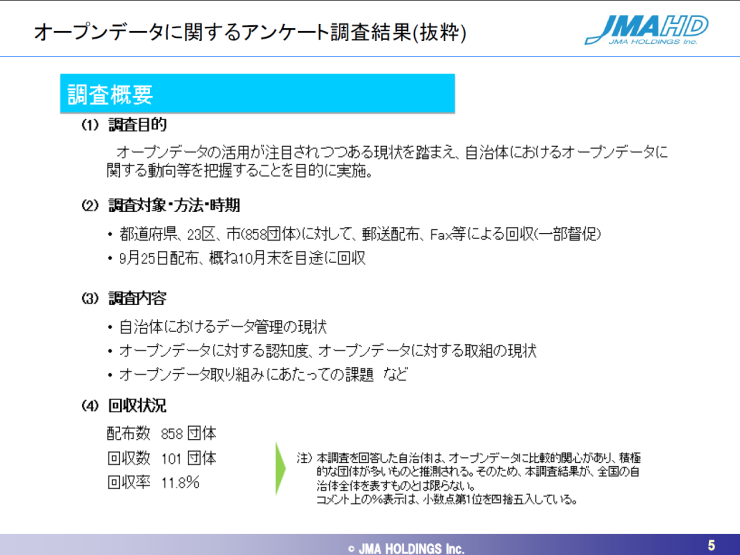 オープンデータに関するアンケート調査結果(抜粋)
JMAHD
JMA HOLDINGS Inc.
調査概要
(1) 調査目的
オープンデータの活用が注目されつつある現状を踏まえ、自治体におけるオープンデータに
関する動向等を把握することを目的に実施。
(2) 調査対象・方法・時期
・都道府県、23区、市(858団体)に対して、郵送配布、Fax等による回収(一部督促)
・9月25日配布、概ね10月末を目途に回収
(3) 調査内容
・自治体におけるデータ管理の現状
・オープンデータに対する認知度、オープンデータに対する取組の現状
・オープンデータ取り組みにあたっての課題 など
(4) 回収状況
配布数 858 団体
回収数 101 団体
回収率 11.8%
注) 本調査を回答した自治体は、オープンデータに比較的関心があり、積極
的な団体が多いものと推測される。そのため、本調査結果が、全国の自
治体全体を表すものとは限らない。
コメント上の%表示は、小数点第1位を四捨五入している。
© JMA HOLDINGS Inc.
5